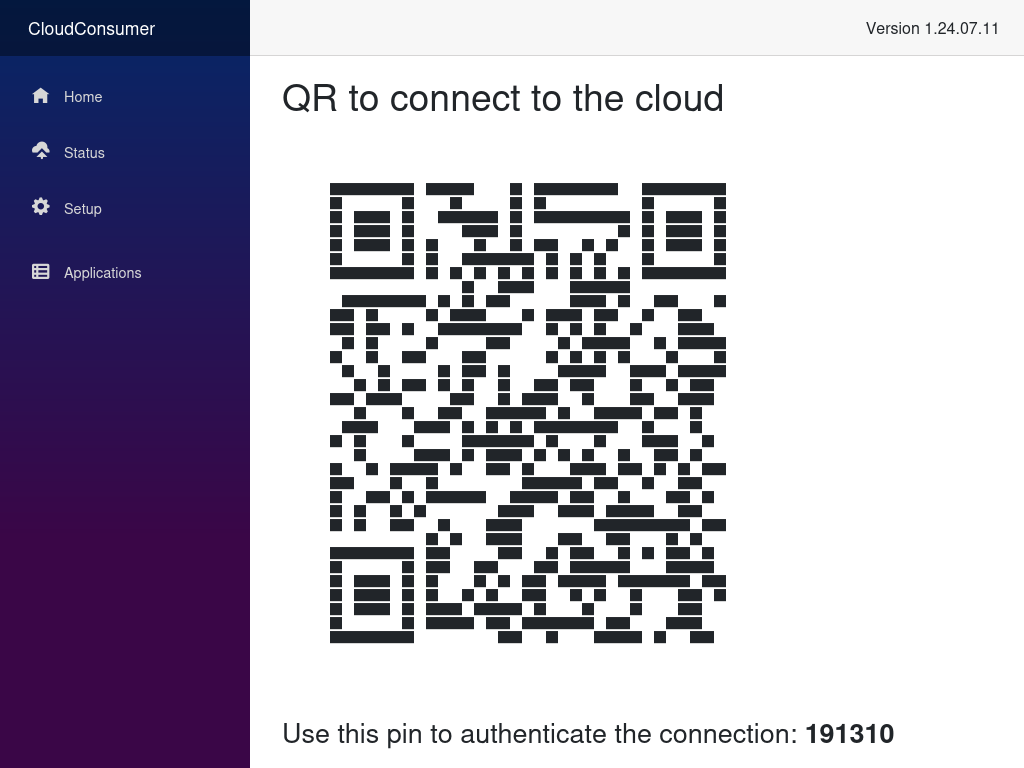 CloudConsumer
Version 1.24.07.11
Home
Status
Setup
Applications
QR to connect to the cloud
Use this pin to authenticate the connection: 191310